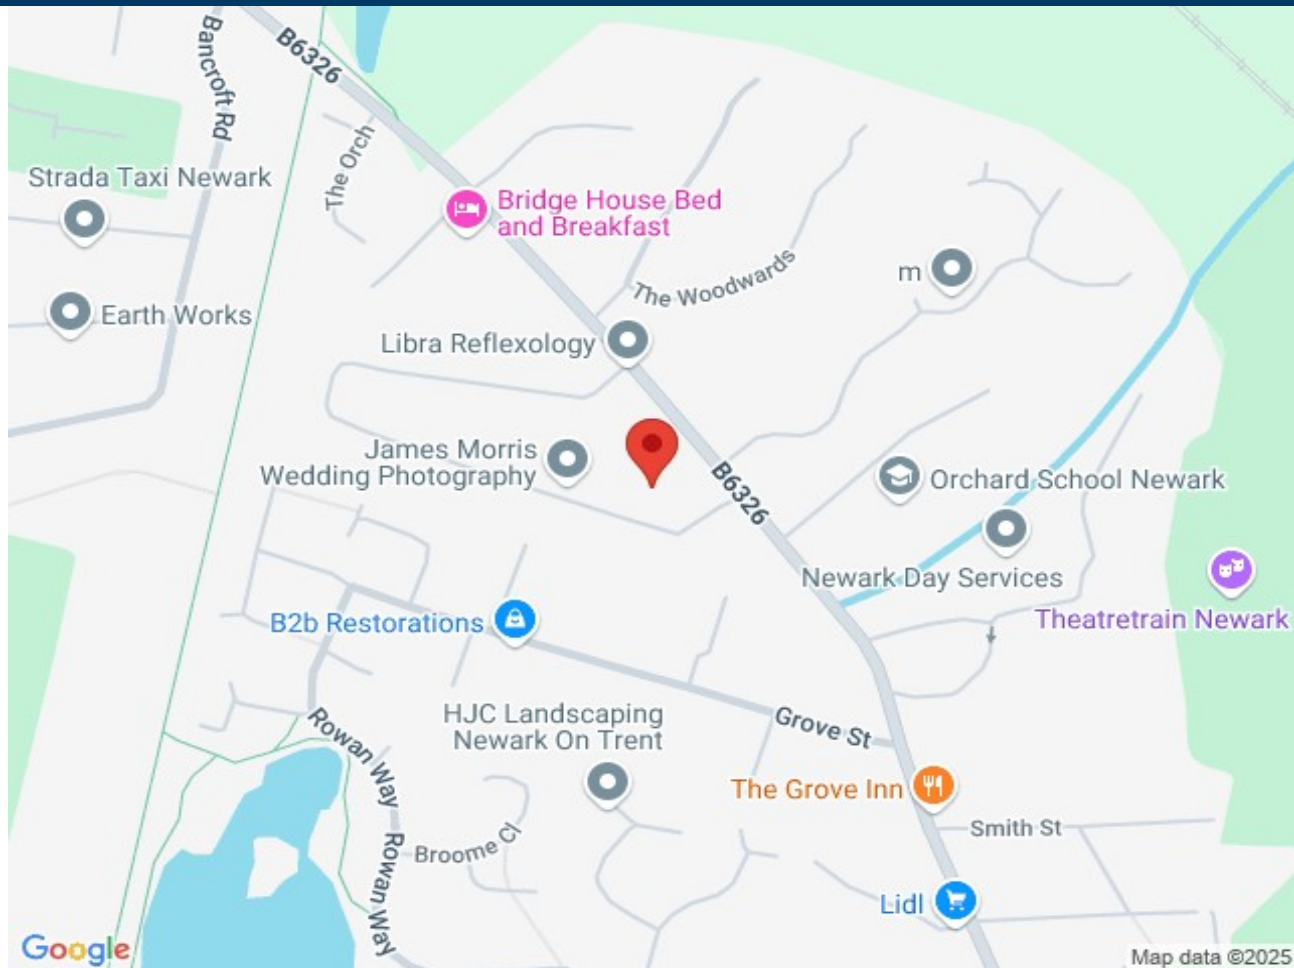 Bancroft Rd
B6326
The Orch
Strada Taxi Newark
Bridge House Bed
and Breakfast
The Woodwards
m
Earth Works
Libra Reflexology
James Morris
Wedding Photography
B6326
Orchard School Newark
Newark Day Services
Theatretrain Newark
B2b Restorations
HJC Landscaping
Newark On Trent
Grove St
Rowan Way
The Grove Inn
Smith St
Broome Cl
Rowan Way
Lidl
Google
Map data ©2025